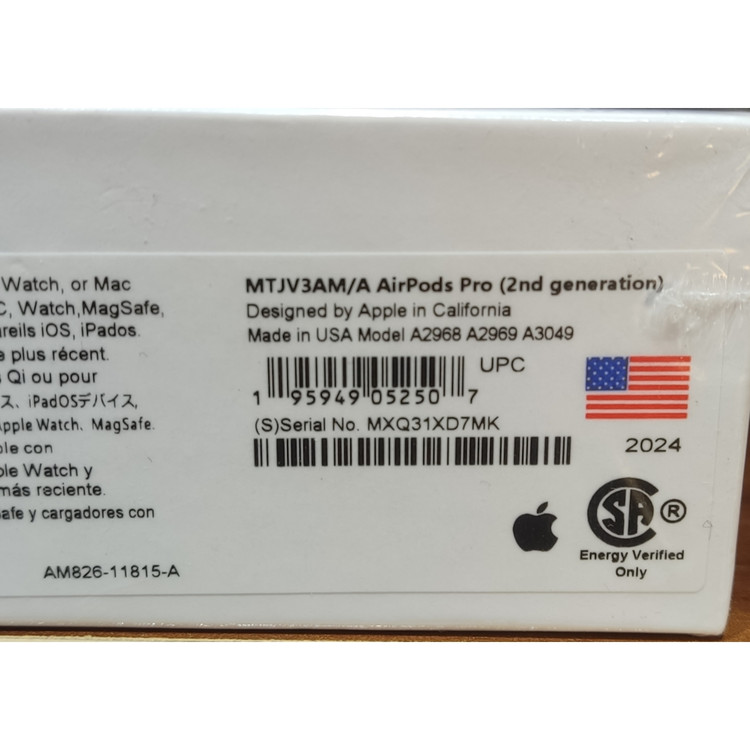 Watch, or Mac
C, Watch,MagSafe,
reils iOS, iPados.
e plus récent.
Qi ou pour
ス、iPadOSデバイス,
Apple Watch、MagSafe.
ble con
ple Watch y
más reciente.
afe y cargadores con
AM826-11815-A
MTJV3AM/A AirPods Pro (2nd generation)
Designed by Apple in California
Made in USA Model A2968 A2969 A3049
UPC
1 95949 05250 7
(S)Serial No. MXQ31XD7MK
2024
SA ®
Energy Verified
Only